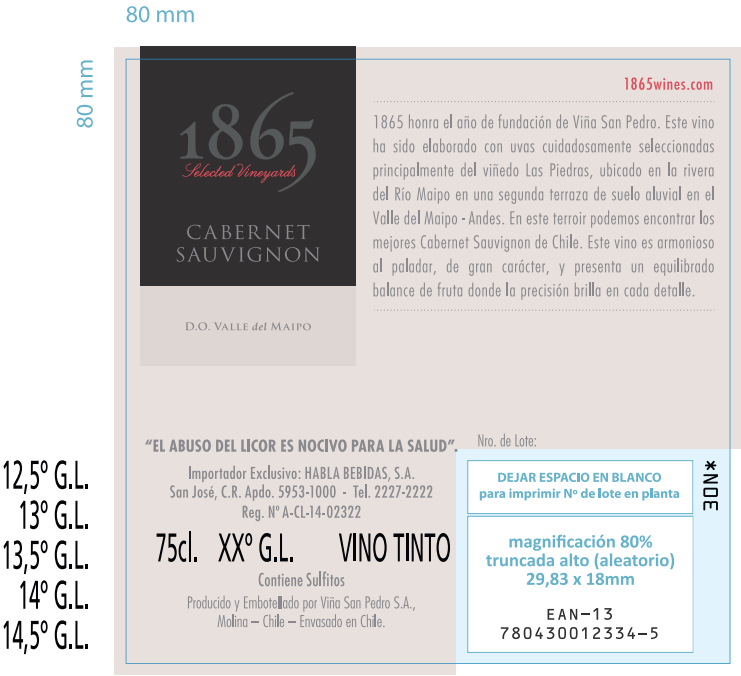 80 mm
80 mm
1865
Selected Vineyards
CABERNET
SAUVIGNON
D.O. VALLE del MAIPO
1865wines.com
1865 honra el año de fundación de Viña San Pedro. Este vino
ha sido elaborado con uvas cuidadosamente seleccionadas
principalmente del viñedo Las Piedras, ubicado en la rivera
del Río Maipo en una segunda terraza de suelo aluvial en el
Valle del Maipo - Andes. En este terroir podemos encontrar los
mejores Cabernet Sauvignon de Chile. Este vino es armonioso
al paladar, de gran carácter, y presenta un equilibrado
balance de fruta donde la precisión brilla en cada detalle.
“EL ABUSO DEL LICOR ES NOCIVO PARA LA SALUD”.
Importador Exclusivo: HABLA BEBIDAS, S.A.
San José, C.R. Apdo. 5953-1000 - Tel. 2227-2222
Reg. Nº A-CL-14-02322
75cl. XXº G.L. VINO TINTO
Contiene Sulfitos
Producido y Embotellado por Viña San Pedro S.A.,
Molina – Chile – Envasado en Chile.
Nro. de Lote:
DEJAR ESPACIO EN BLANCO
para imprimir Nº de lote en planta
*NOE
magnificación 80%
truncada alto (aleatorio)
29,83 x 18mm
EAN-13
780430012334-5
12,5º G.L.
13º G.L.
13,5º G.L.
14º G.L.
14,5º G.L.